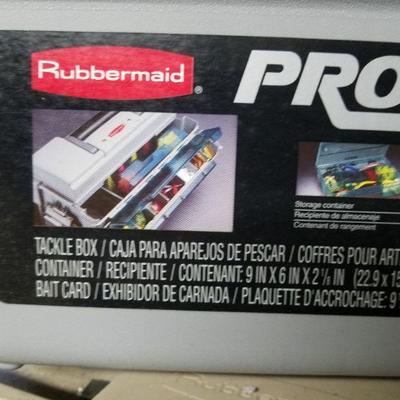 Rubbermaid®
PRO
Storage container
Recipiente de almacenaje
Contenant de rangement
TACKLE BOX / CAJA PARA APAREJOS DE PESCAR / COFFRES POUR ART
CONTAINER / RECIPIENTE / CONTENANT: 9 IN X 6 IN X 2 ⅛ IN (22.9 x 15
BAIT CARD / EXHIBIDOR DE CARNADA / PLAQUETTE D'ACCROCHAGE: 9